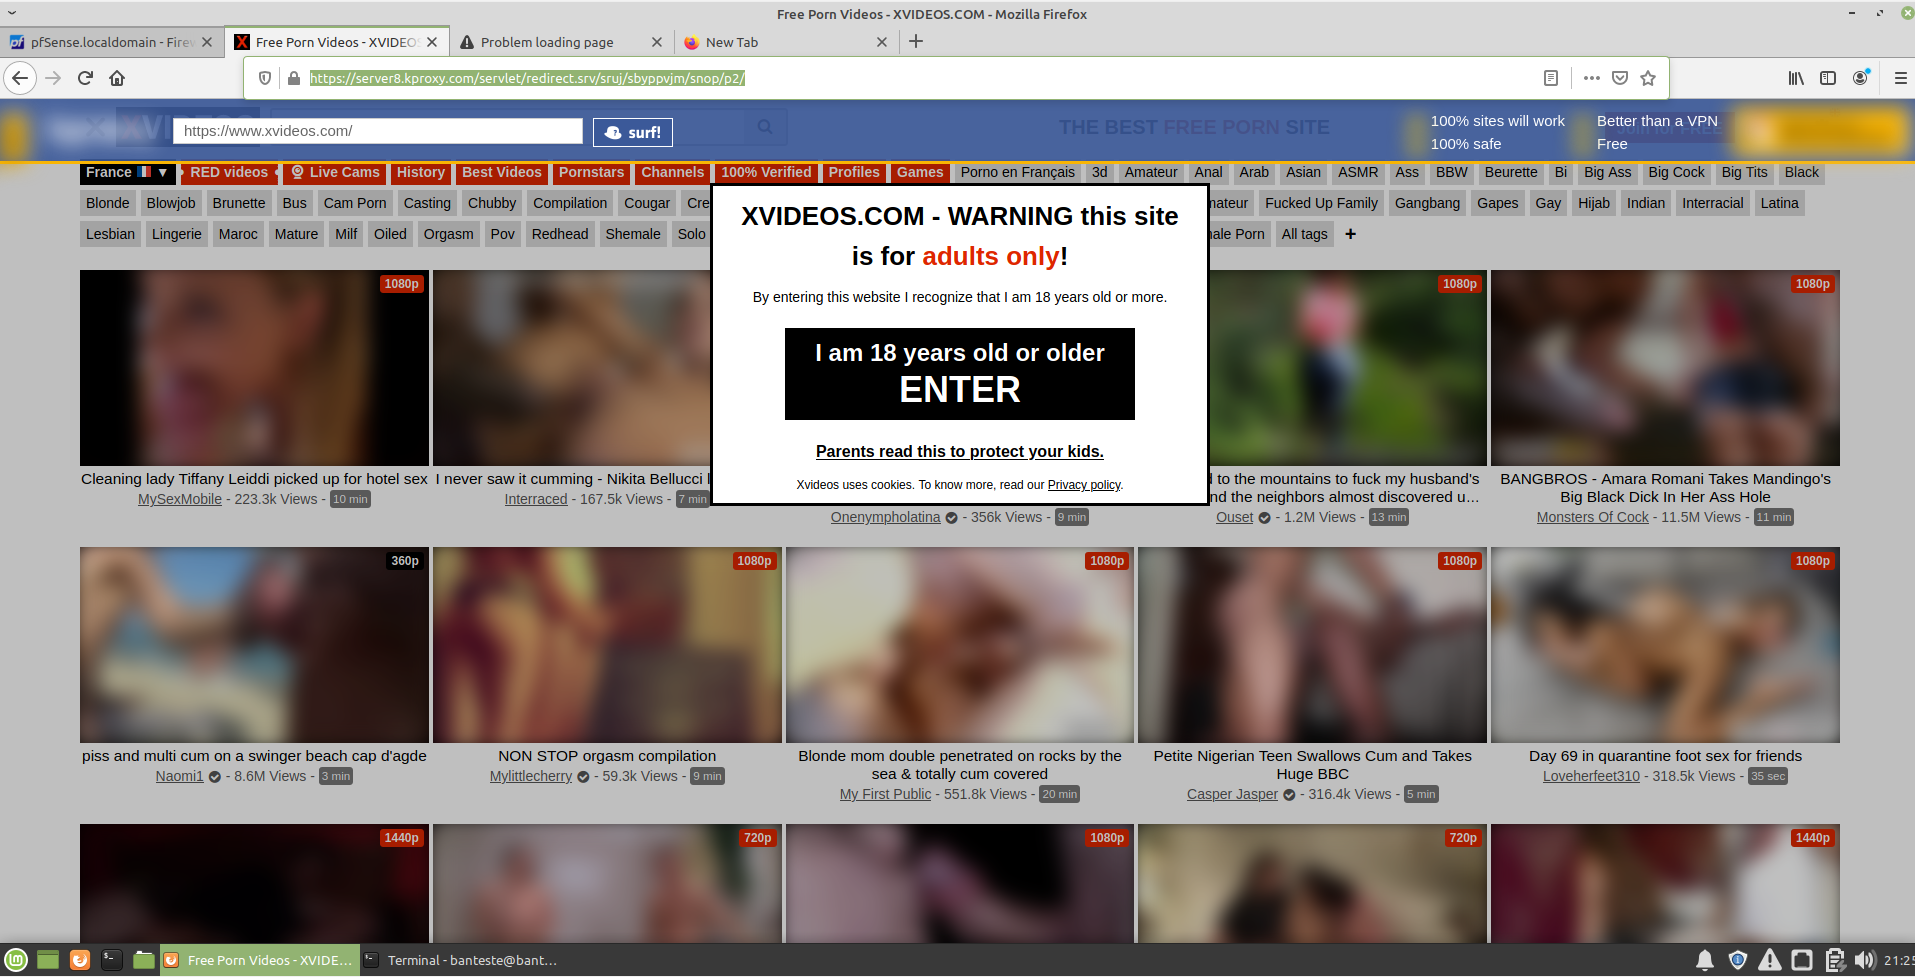 Free Porn Videos - XVIDEOS.COM - Mozilla Firefox
pfSense.localdomain - Firew
Free Porn Videos - XVIDEOS
Problem loading page
New Tab
https://server8.kproxy.com/servlet/redirect.srv/sruj/sbyppvjm/snop/p2/
https://www.xvideos.com/
surf!
THE BEST FREE PORN SITE
100% sites will work
100% safe
Better than a VPN
Free
Join for FREE
France ▼ RED videos Live Cams History Best Videos Pornstars Channels 100% Verified Profiles Games Porno en Français 3d Amateur Anal Arab Asian ASMR Ass BBW Beurette Bi Big Ass Big Cock Big Tits Black
Blonde Blowjob Brunette Bus Cam Porn Casting Chubby Compilation Cougar Cre mateur Fucked Up Family Gangbang Gapes Gay Hijab Indian Interracial Latina
Lesbian Lingerie Maroc Mature Milf Oiled Orgasm Pov Redhead Shemale Solo ale Porn All tags +
XVIDEOS.COM - WARNING this site
is for adults only!
By entering this website I recognize that I am 18 years old or more.
I am 18 years old or older
ENTER
Parents read this to protect your kids.
Xvideos uses cookies. To know more, read our Privacy policy.
1080p
1080p
1080p
Cleaning lady Tiffany Leiddi picked up for hotel sex
MySexMobile - 223.3k Views - 10 min
I never saw it cumming - Nikita Bellucci
Interraced - 167.5k Views - 7 min
Onenympholatina - 356k Views - 9 min
d to the mountains to fuck my husband's
nd the neighbors almost discovered u...
Ouset - 1.2M Views - 13 min
BANGBROS - Amara Romani Takes Mandingo's
Big Black Dick In Her Ass Hole
Monsters Of Cock - 11.5M Views - 11 min
360p
1080p
1080p
1080p
1080p
piss and multi cum on a swinger beach cap d'agde
Naomi1 - 8.6M Views - 3 min
NON STOP orgasm compilation
Mylittlecherry - 59.3k Views - 9 min
Blonde mom double penetrated on rocks by the
sea & totally cum covered
My First Public - 551.8k Views - 20 min
Petite Nigerian Teen Swallows Cum and Takes
Huge BBC
Casper Jasper - 316.4k Views - 5 min
Day 69 in quarantine foot sex for friends
Loveherfeet310 - 318.5k Views - 35 sec
1440p
720p
1080p
720p
1440p
Free Porn Videos - XVIDE...
Terminal - banteste@bant...
21:25